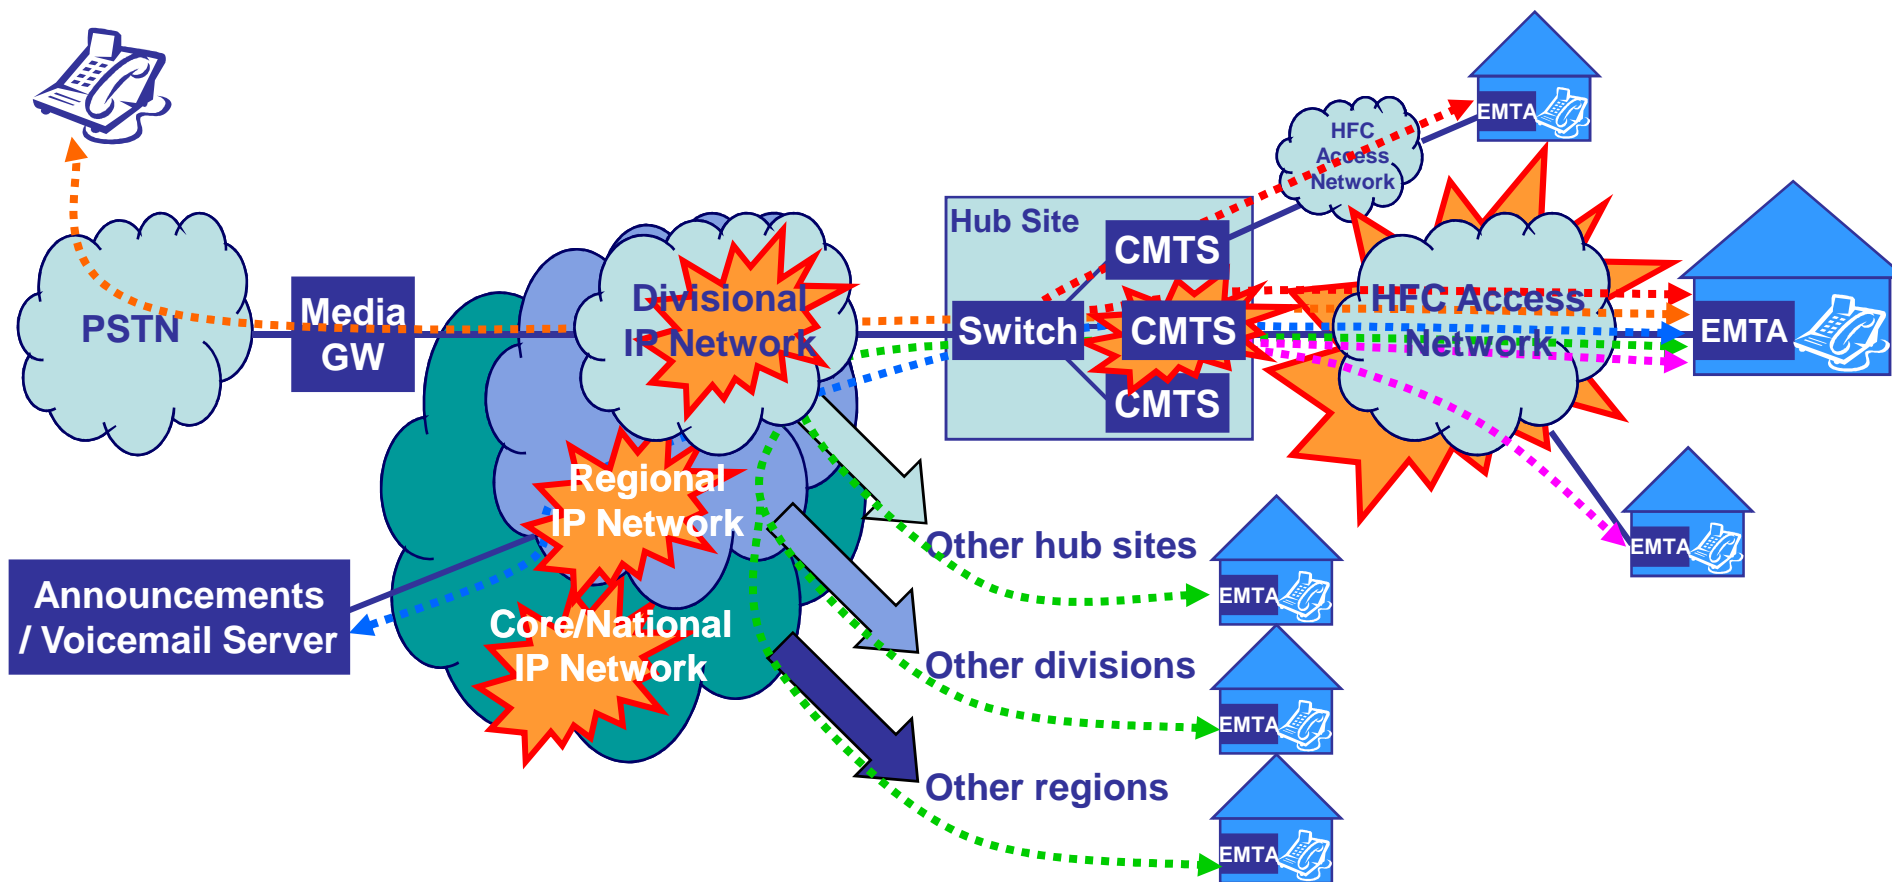 EMTA
HFC
Access
Network
Hub Site
CMTS
Divisional
IP Network
HFC Access
Network
PSTN
Media
GW
Switch
CMTS
EMTA
CMTS
Regional
IP Network
Other hub sites
EMTA
EMTA
Announcements
/ Voicemail Server
Core/National
IP Network
Other divisions
EMTA
Other regions
EMTA